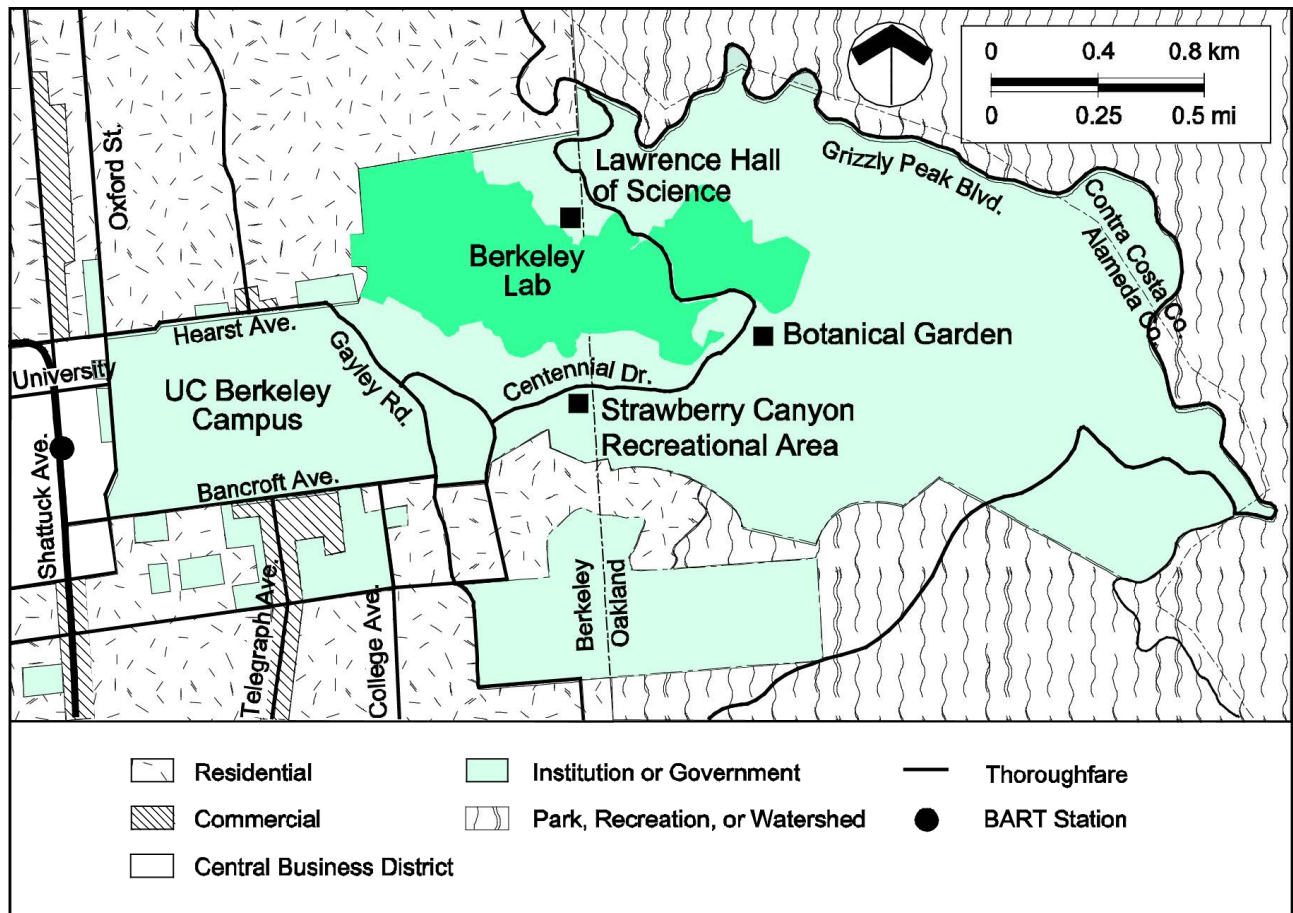 0 0.4 0.8 km
0 0.25 0.5 mi
Oxford St.
Lawrence Hall
of Science
Grizzly Peak Blvd.
Contra Costa Co.
Alameda Co.
Berkeley
Lab
Hearst Ave.
Gayley Rd.
Botanical Garden
University
UC Berkeley
Campus
Centennial Dr.
Strawberry Canyon
Recreational Area
Shattuck Ave.
Bancroft Ave.
Telegraph Ave.
College Ave.
Berkeley
Oakland
Residential
Institution or Government
Thoroughfare
Commercial
Park, Recreation, or Watershed
BART Station
Central Business District